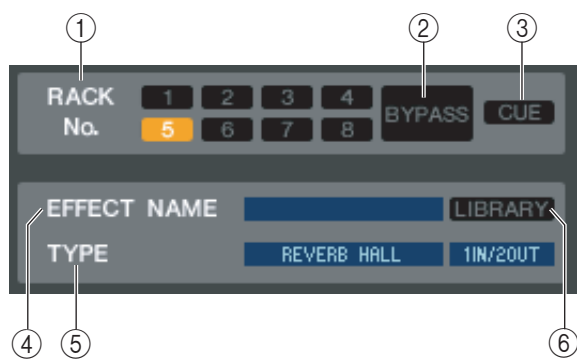 ① ② ③
RACK No. 1 2 3 4 BYPASS CUE
5 6 7 8
EFFECT NAME LIBRARY
TYPE REVERB HALL 1IN/2OUT
④ ⑤ ⑥